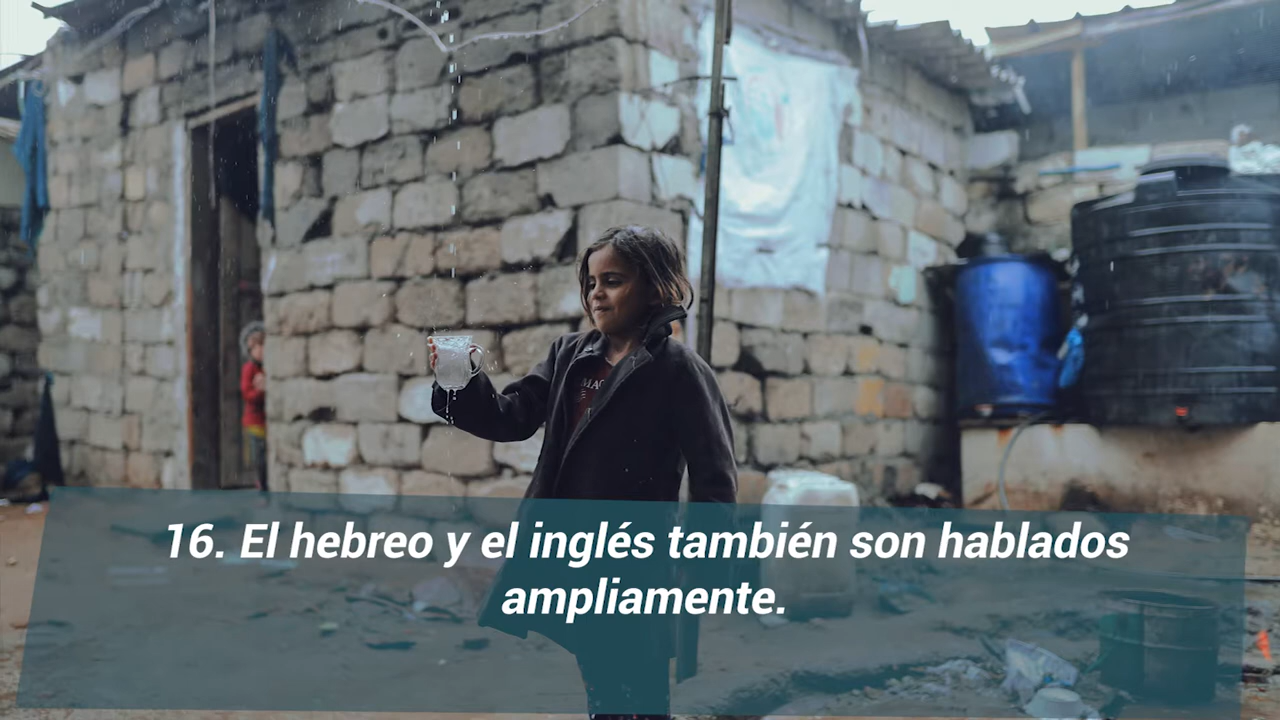 16. El hebreo y el inglés también son hablados
ampliamente.